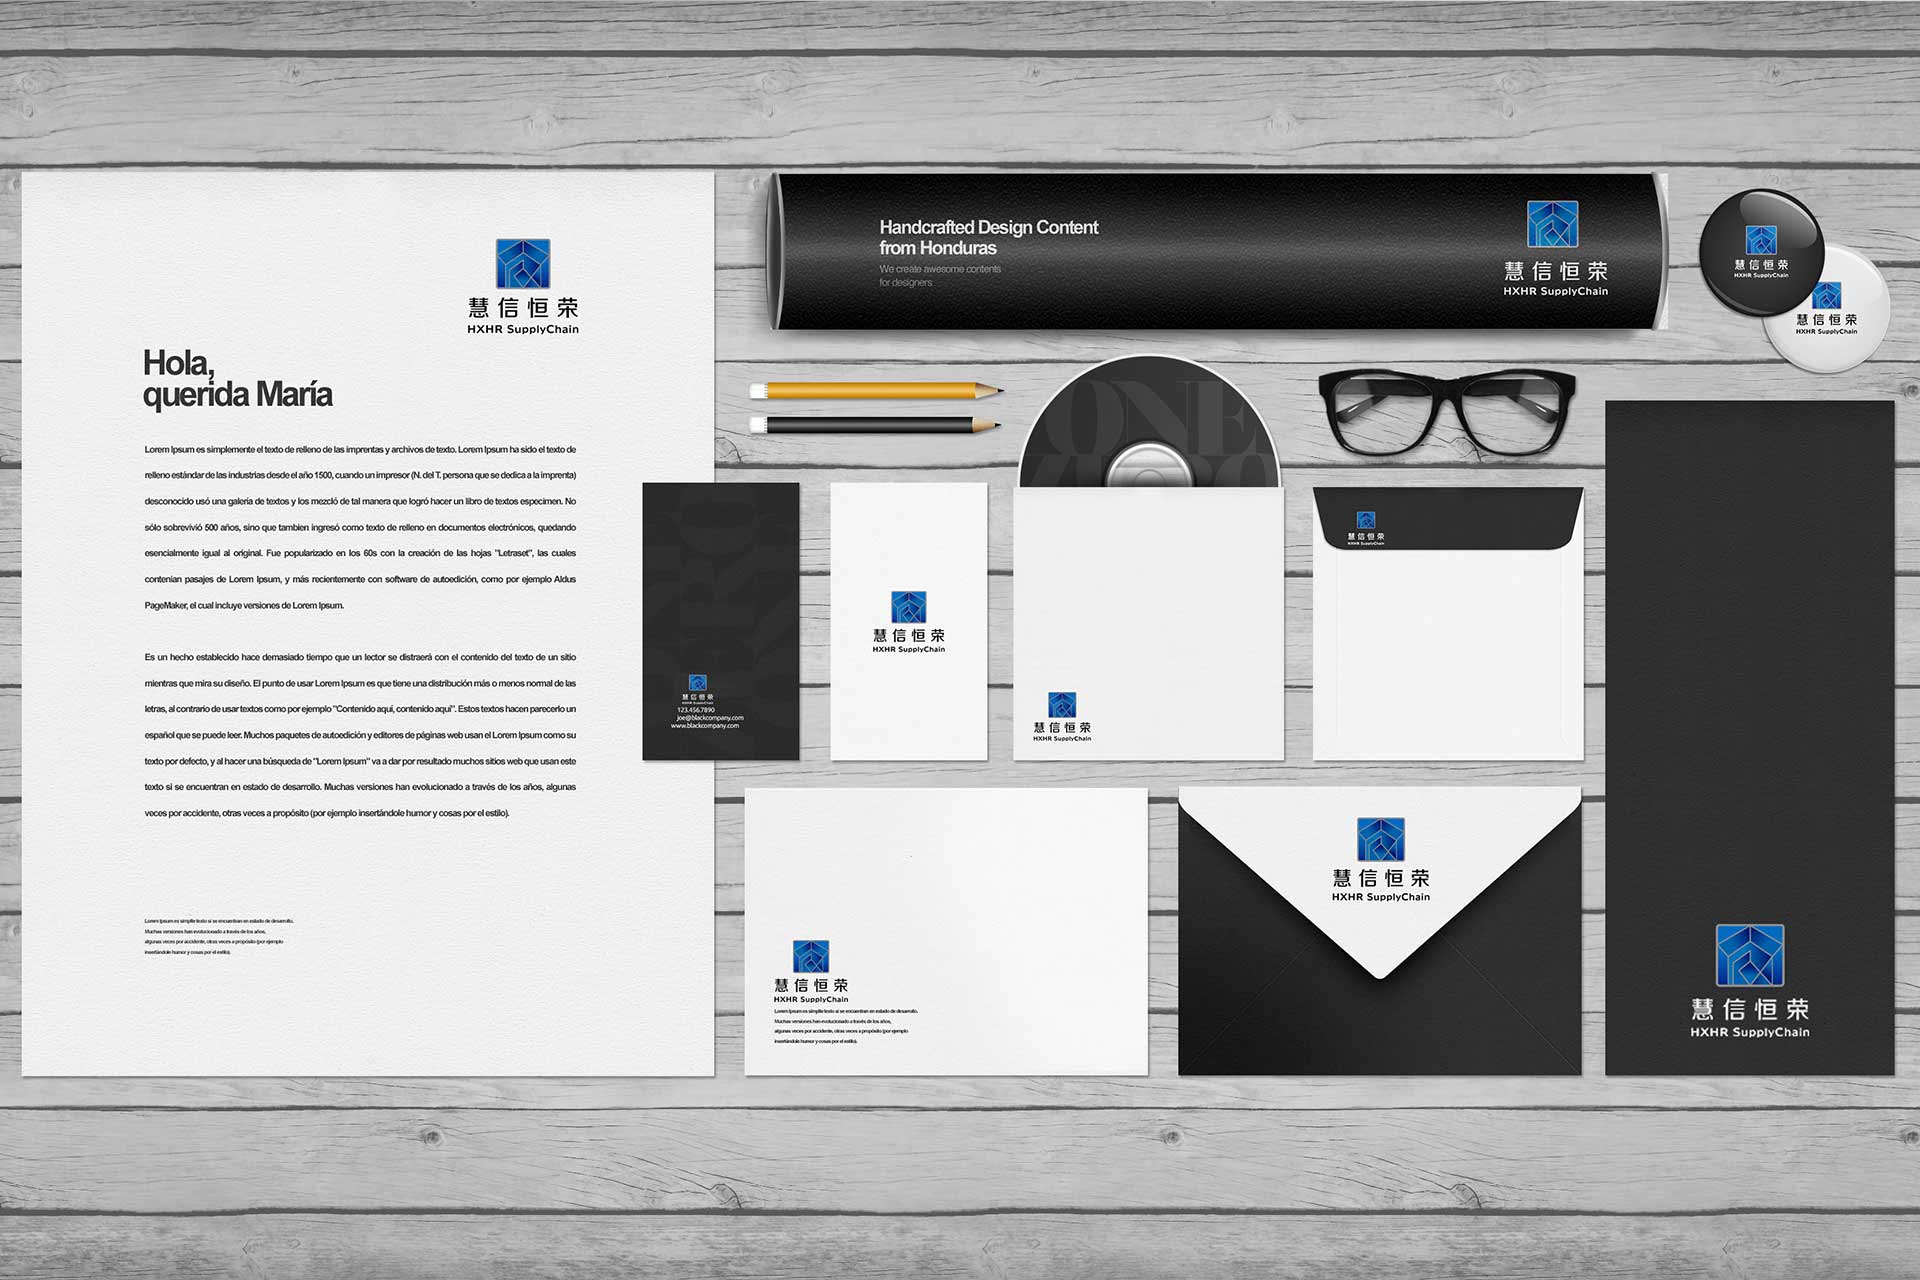 慧信恒荣
HXHR SupplyChain
Hola,
querida María
Lorem Ipsum es simplemente el texto de relleno de las imprentas y archivos de texto. Lorem Ipsum ha sido el texto de
relleno estándar de las industrias desde el año 1500, cuando un impresor (N. del T. persona que se dedica a la imprenta)
desconocido usó una galería de textos y los mezcló de tal manera que logró hacer un libro de textos especimen. No
sólo sobrevivió 500 años, sino que tambien ingresó como texto de relleno en documentos electrónicos, quedando
esencialmente igual al original. Fue popularizado en los 60s con la creación de las hojas "Letraset", las cuales
contenian pasajes de Lorem Ipsum, y más recientemente con software de autoedición, como por ejemplo Aldus
PageMaker, el cual incluye versiones de Lorem Ipsum.
Es un hecho establecido hace demasiado tiempo que un lector se distraerá con el contenido del texto de un sitio
mientras que mira su diseño. El punto de usar Lorem Ipsum es que tiene una distribución más o menos normal de las
letras, al contrario de usar textos como por ejemplo "Contenido aquí, contenido aquí". Estos textos hacen parecerlo un
español que se puede leer. Muchos paquetes de autoedición y editores de páginas web usan el Lorem Ipsum como su
texto por defecto, y al hacer una búsqueda de "Lorem Ipsum" va a dar por resultado muchos sitios web que usan este
texto si se encuentran en estado de desarrollo. Muchas versiones han evolucionado a través de los años, algunas
veces por accidente, otras veces a propósito (por ejemplo insertándole humor y cosas por el estilo).
Lorem Ipsum es simplle texto si se encuentran en estado de desarrollo.
Muchas versiones han evolucionado a través de los años,
algunas veces por accidente, otras veces a propósito (por ejemplo
insertándole humor y cosas por el estilo).
Handcrafted Design Content
from Honduras
We create awesome contents
for designers
慧信恒荣
HXHR SupplyChain
慧信恒荣
HXHR SupplyChain
慧信恒荣
HXHR SupplyChain
ONE
慧信恒荣
HXHR SupplyChain
123.456.7890
joe@blackcompany.com
www.blackcompany.com
慧信恒荣
HXHR SupplyChain
慧信恒荣
HXHR SupplyChain
慧信恒荣
HXHR SupplyChain
慧信恒荣
HXHR SupplyChain
Lorem Ipsum es simplle texto si se encuentran en estado de desarrollo.
Muchas versiones han evolucionado a través de los años,
algunas veces por accidente, otras veces a propósito (por ejemplo
insertándole humor y cosas por el estilo).
慧信恒荣
HXHR SupplyChain
慧信恒荣
HXHR SupplyChain